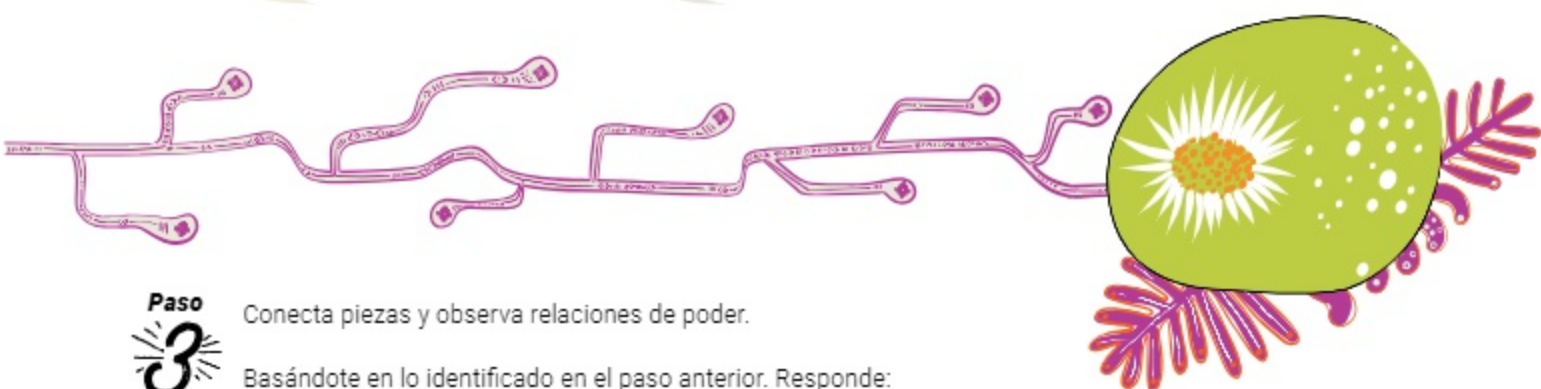 Paso
3
Conecta piezas y observa relaciones de poder.
Basándote en lo identificado en el paso anterior. Responde: